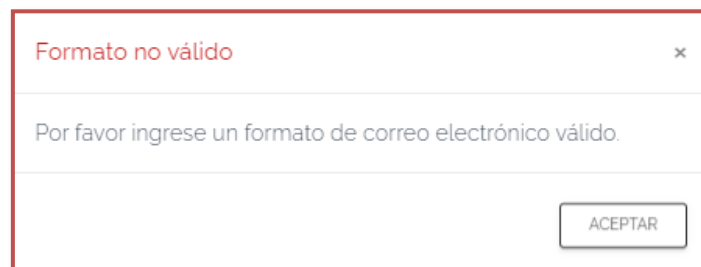 Formato no válido
×
Por favor ingrese un formato de correo electrónico válido.
ACEPTAR